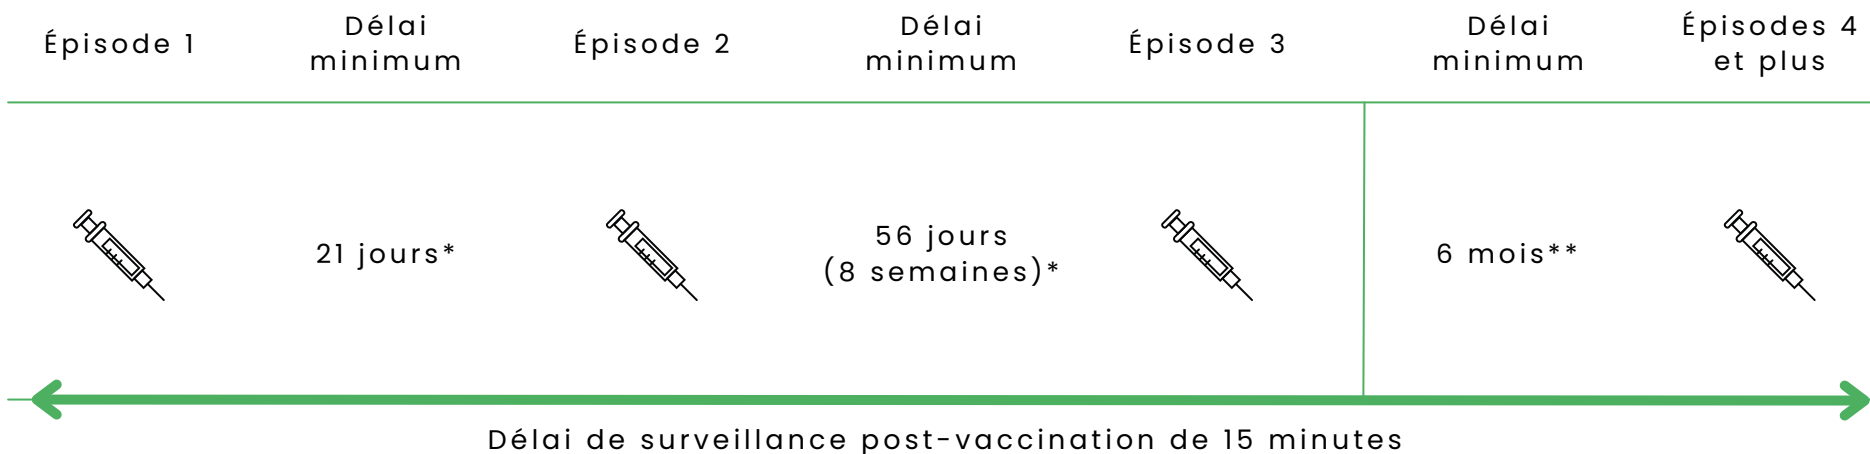 Épisode 1
Délai
minimum
Épisode 2
Délai
minimum
Épisode 3
Délai
minimum
Épisodes 4
et plus
21 jours*
56 jours
(8 semaines)*
6 mois**
Délai de surveillance post-vaccination de 15 minutes